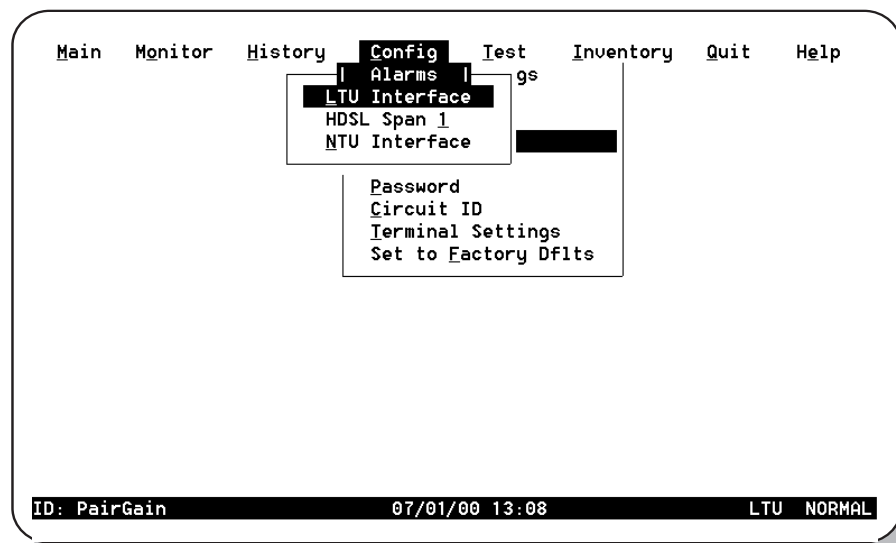 Main Monitor History Config Test Inventory Quit Help
Alarms gs
LTU Interface
HDSL Span 1
NTU Interface
Password
Circuit ID
Terminal Settings
Set to Factory Dflts
ID: PairGain 07/01/00 13:08 LTU NORMAL